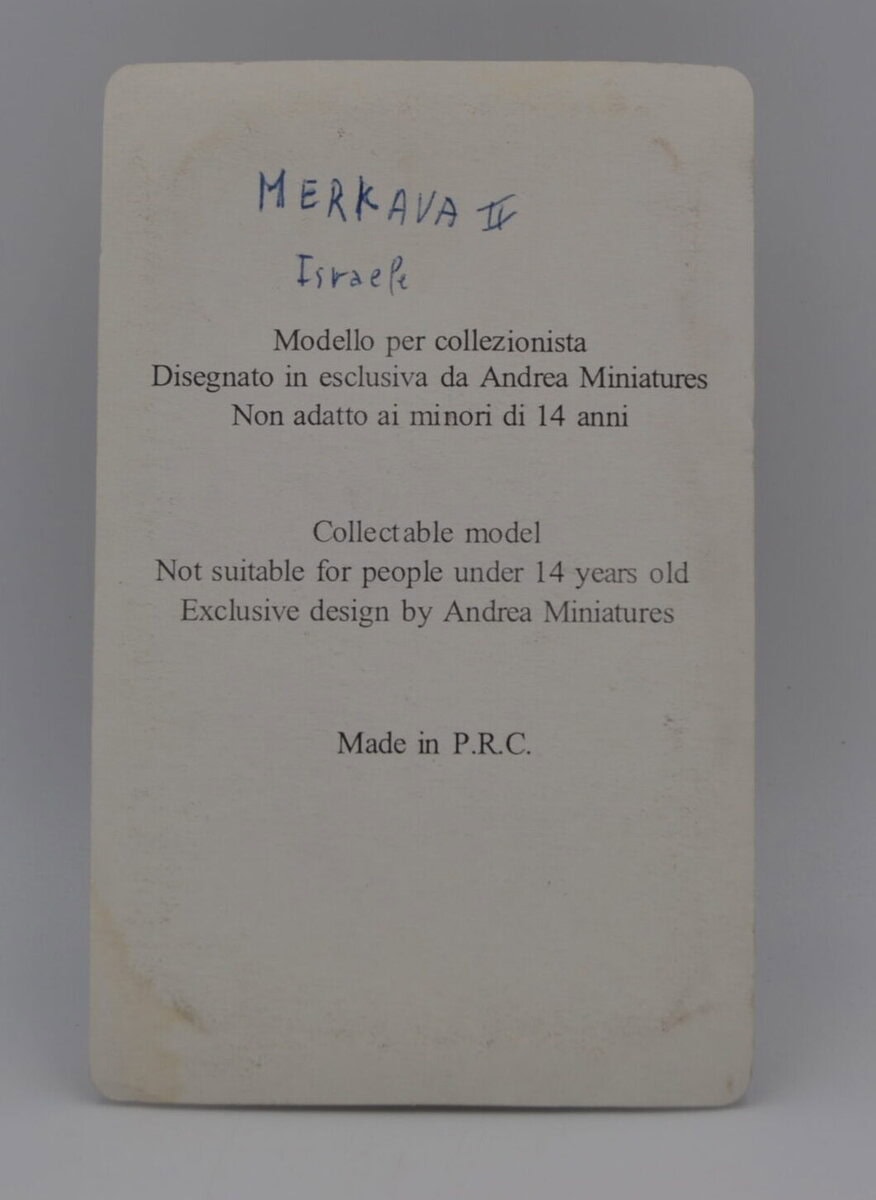 MERKAVA II
Israele
Modello per collezionista
Disegnato in esclusiva da Andrea Miniatures
Non adatto ai minori di 14 anni
Collectable model
Not suitable for people under 14 years old
Exclusive design by Andrea Miniatures
Made in P.R.C.